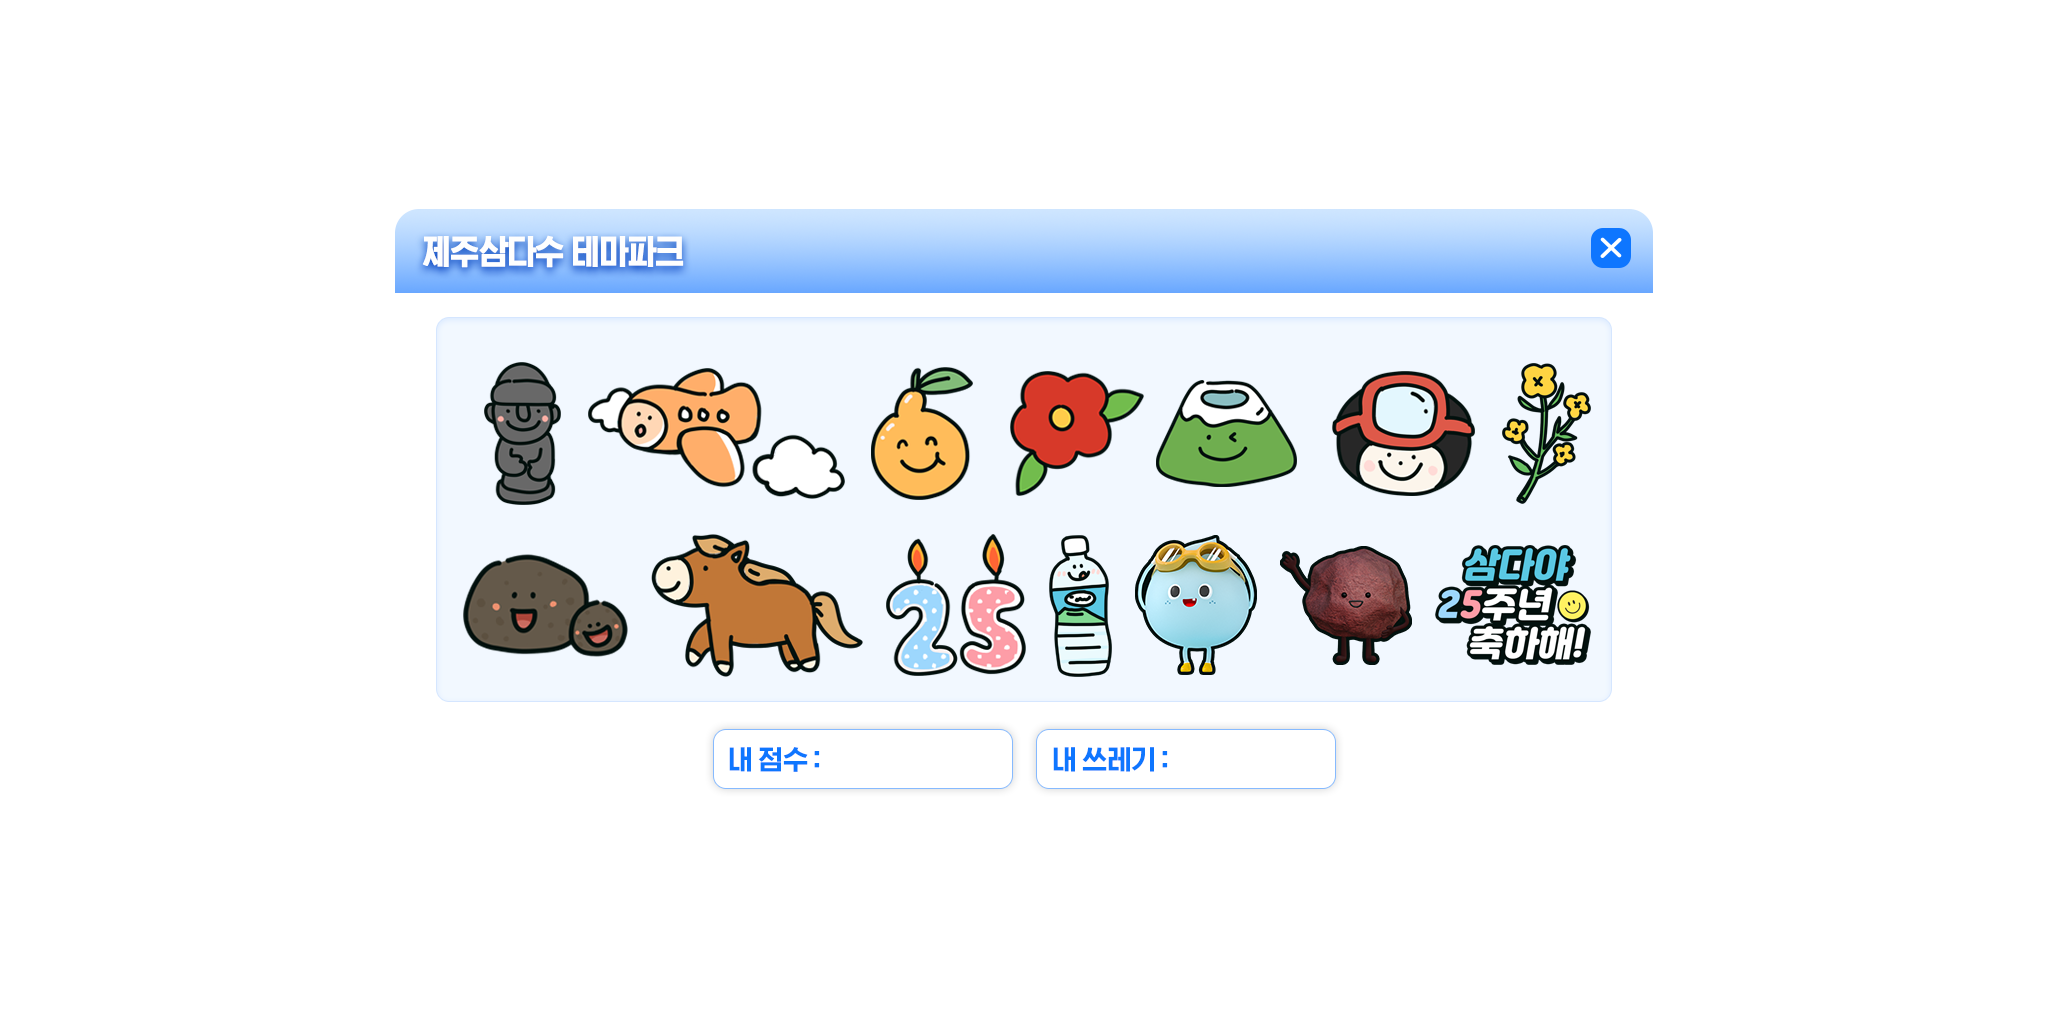 제주삼다수 테마파크
삼다야
25주년
축하해!
내 점수 :
내 쓰레기 :